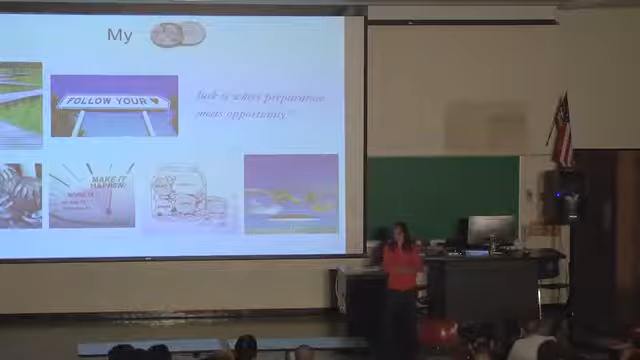 My
FOLLOW YOUR
luck is where preparation
meets opportunity."
MAKE IT
HAPPEN!